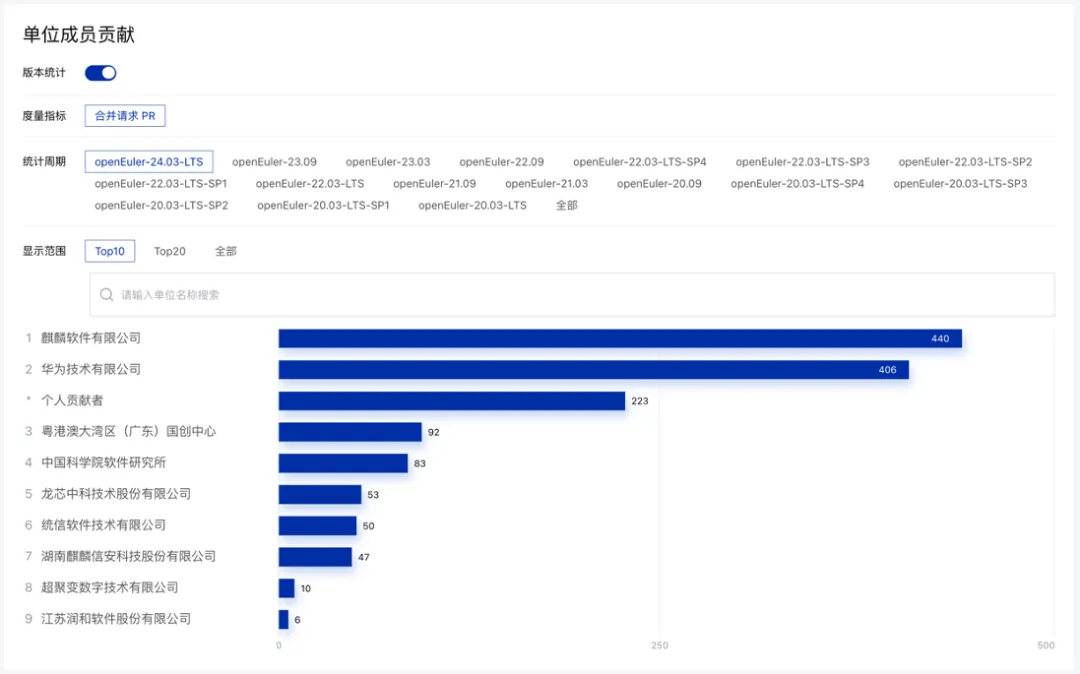 单位成员贡献
版本统计
度量指标 合并请求 PR
统计周期 openEuler-24.03-LTS openEuler-23.09 openEuler-23.03 openEuler-22.09 openEuler-22.03-LTS-SP4 openEuler-22.03-LTS-SP3 openEuler-22.03-LTS-SP2
openEuler-22.03-LTS-SP1 openEuler-22.03-LTS openEuler-21.09 openEuler-21.03 openEuler-20.09 openEuler-20.03-LTS-SP4 openEuler-20.03-LTS-SP3
openEuler-20.03-LTS-SP2 openEuler-20.03-LTS-SP1 openEuler-20.03-LTS 全部
显示范围 Top10 Top20 全部
请输入单位名称搜索
1 麒麟软件有限公司 440
2 华为技术有限公司 406
* 个人贡献者 223
3 粤港澳大湾区（广东）国创中心 92
4 中国科学院软件研究所 83
5 龙芯中科技术股份有限公司 53
6 统信软件技术有限公司 50
7 湖南麒麟信安科技股份有限公司 47
8 超聚变数字技术有限公司 10
9 江苏润和软件股份有限公司 6
0 250 500